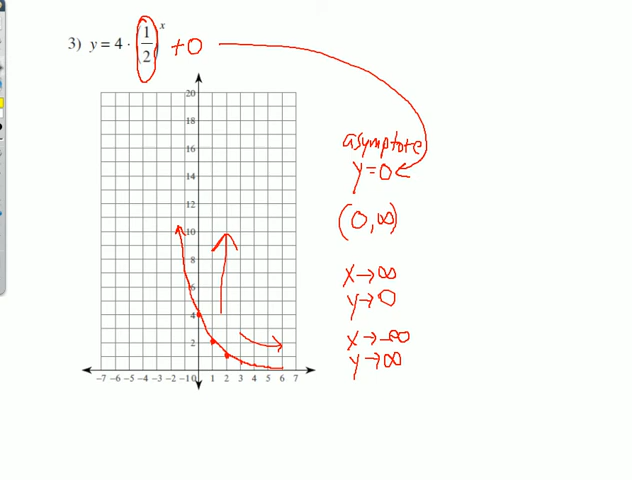 3) y = 4 · (1/2)^x + 0
asymptote
y = 0
(0, ∞)
x → ∞
y → 0
x → -∞
y → ∞
20
18
16
14
12
10
8
6
4
2
-7 -6 -5 -4 -3 -2 -1 0 1 2 3 4 5 6 7